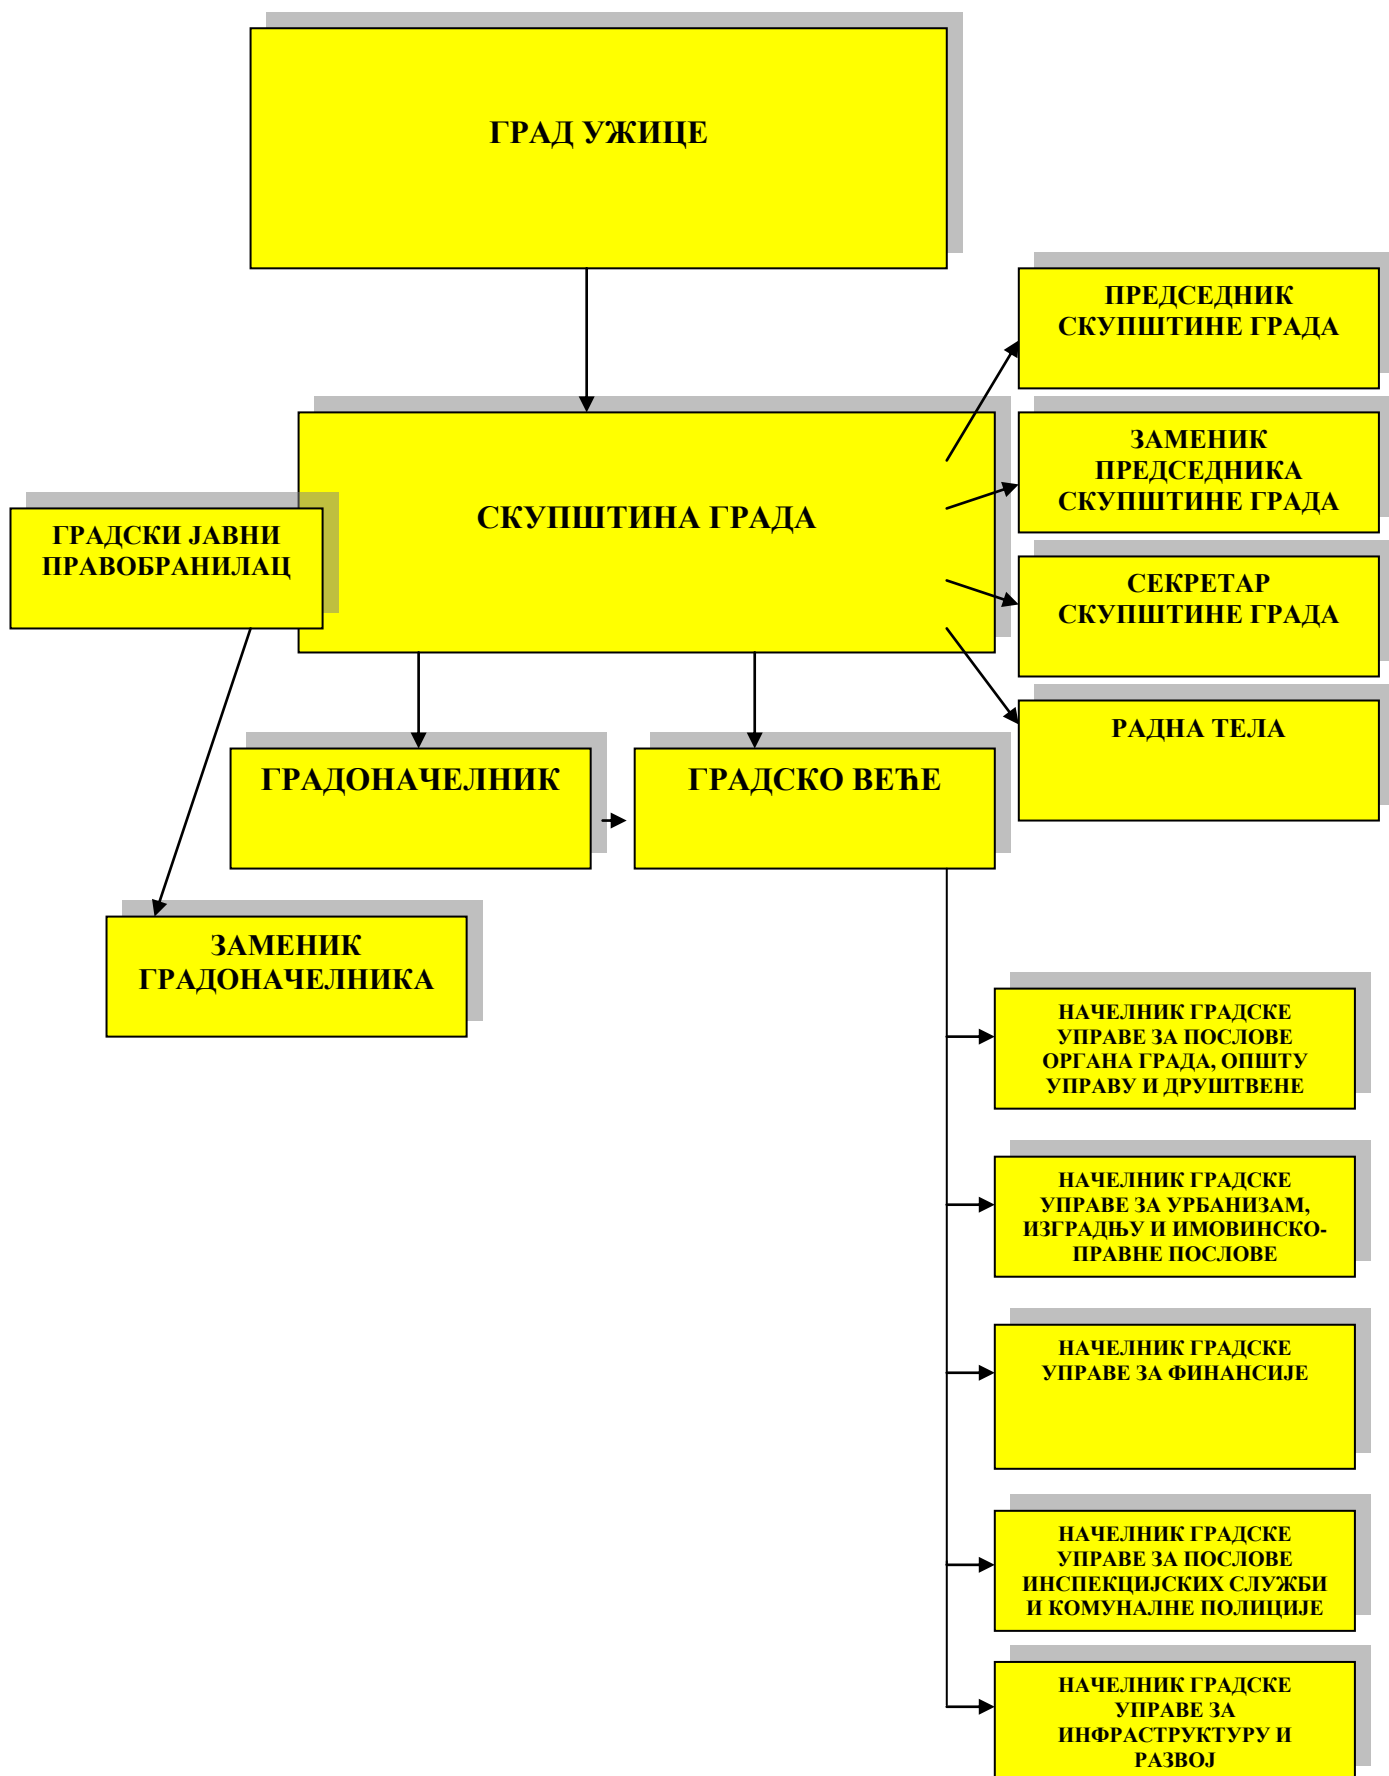 ГРАД УЖИЦЕ
ПРЕДСЕДНИК
СКУПШТИНЕ ГРАДА
ЗАМЕНИК
ПРЕДСЕДНИКА
СКУПШТИНЕ ГРАДА
СКУПШТИНА ГРАДА
ГРАДСКИ ЈАВНИ
ПРАВОБРАНИЛАЦ
СЕКРЕТАР
СКУПШТИНЕ ГРАДА
РАДНА ТЕЛА
ГРАДОНАЧЕЛНИК
ГРАДСКО ВЕЋЕ
ЗАМЕНИК
ГРАДОНАЧЕЛНИКА
НАЧЕЛНИК ГРАДСКЕ
УПРАВЕ ЗА ПОСЛОВЕ
ОРГАНА ГРАДА, ОПШТУ
УПРАВУ И ДРУШТВЕНЕ
НАЧЕЛНИК ГРАДСКЕ
УПРАВЕ ЗА УРБАНИЗАМ,
ИЗГРАДЊУ И ИМОВИНСКО-
ПРАВНЕ ПОСЛОВЕ
НАЧЕЛНИК ГРАДСКЕ
УПРАВЕ ЗА ФИНАНСИЈЕ
НАЧЕЛНИК ГРАДСКЕ
УПРАВЕ ЗА ПОСЛОВЕ
ИНСПЕКЦИЈСКИХ СЛУЖБИ
И КОМУНАЛНЕ ПОЛИЦИЈЕ
НАЧЕЛНИК ГРАДСКЕ
УПРАВЕ ЗА
ИНФРАСТРУКТУРУ И
РАЗВОЈ